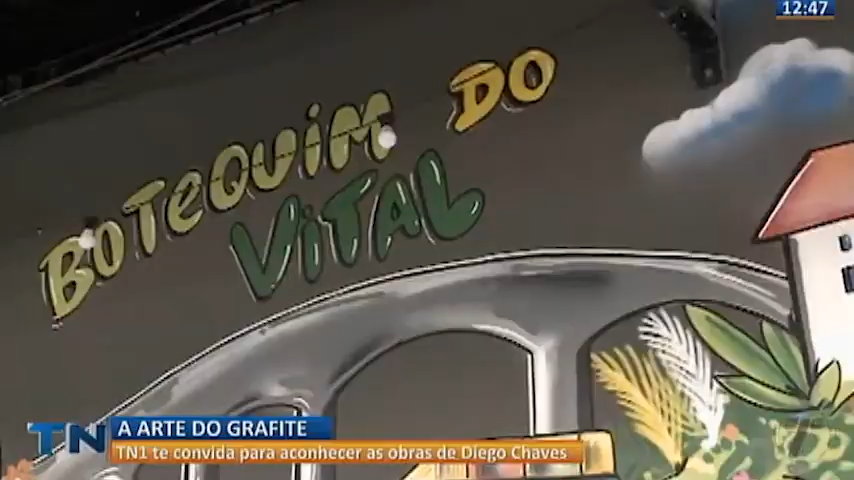 12:47
BOTEQUIM DO
VITAL
TN
A ARTE DO GRAFITE
TN1 te convida para aconhecer as obras de Diego Chaves